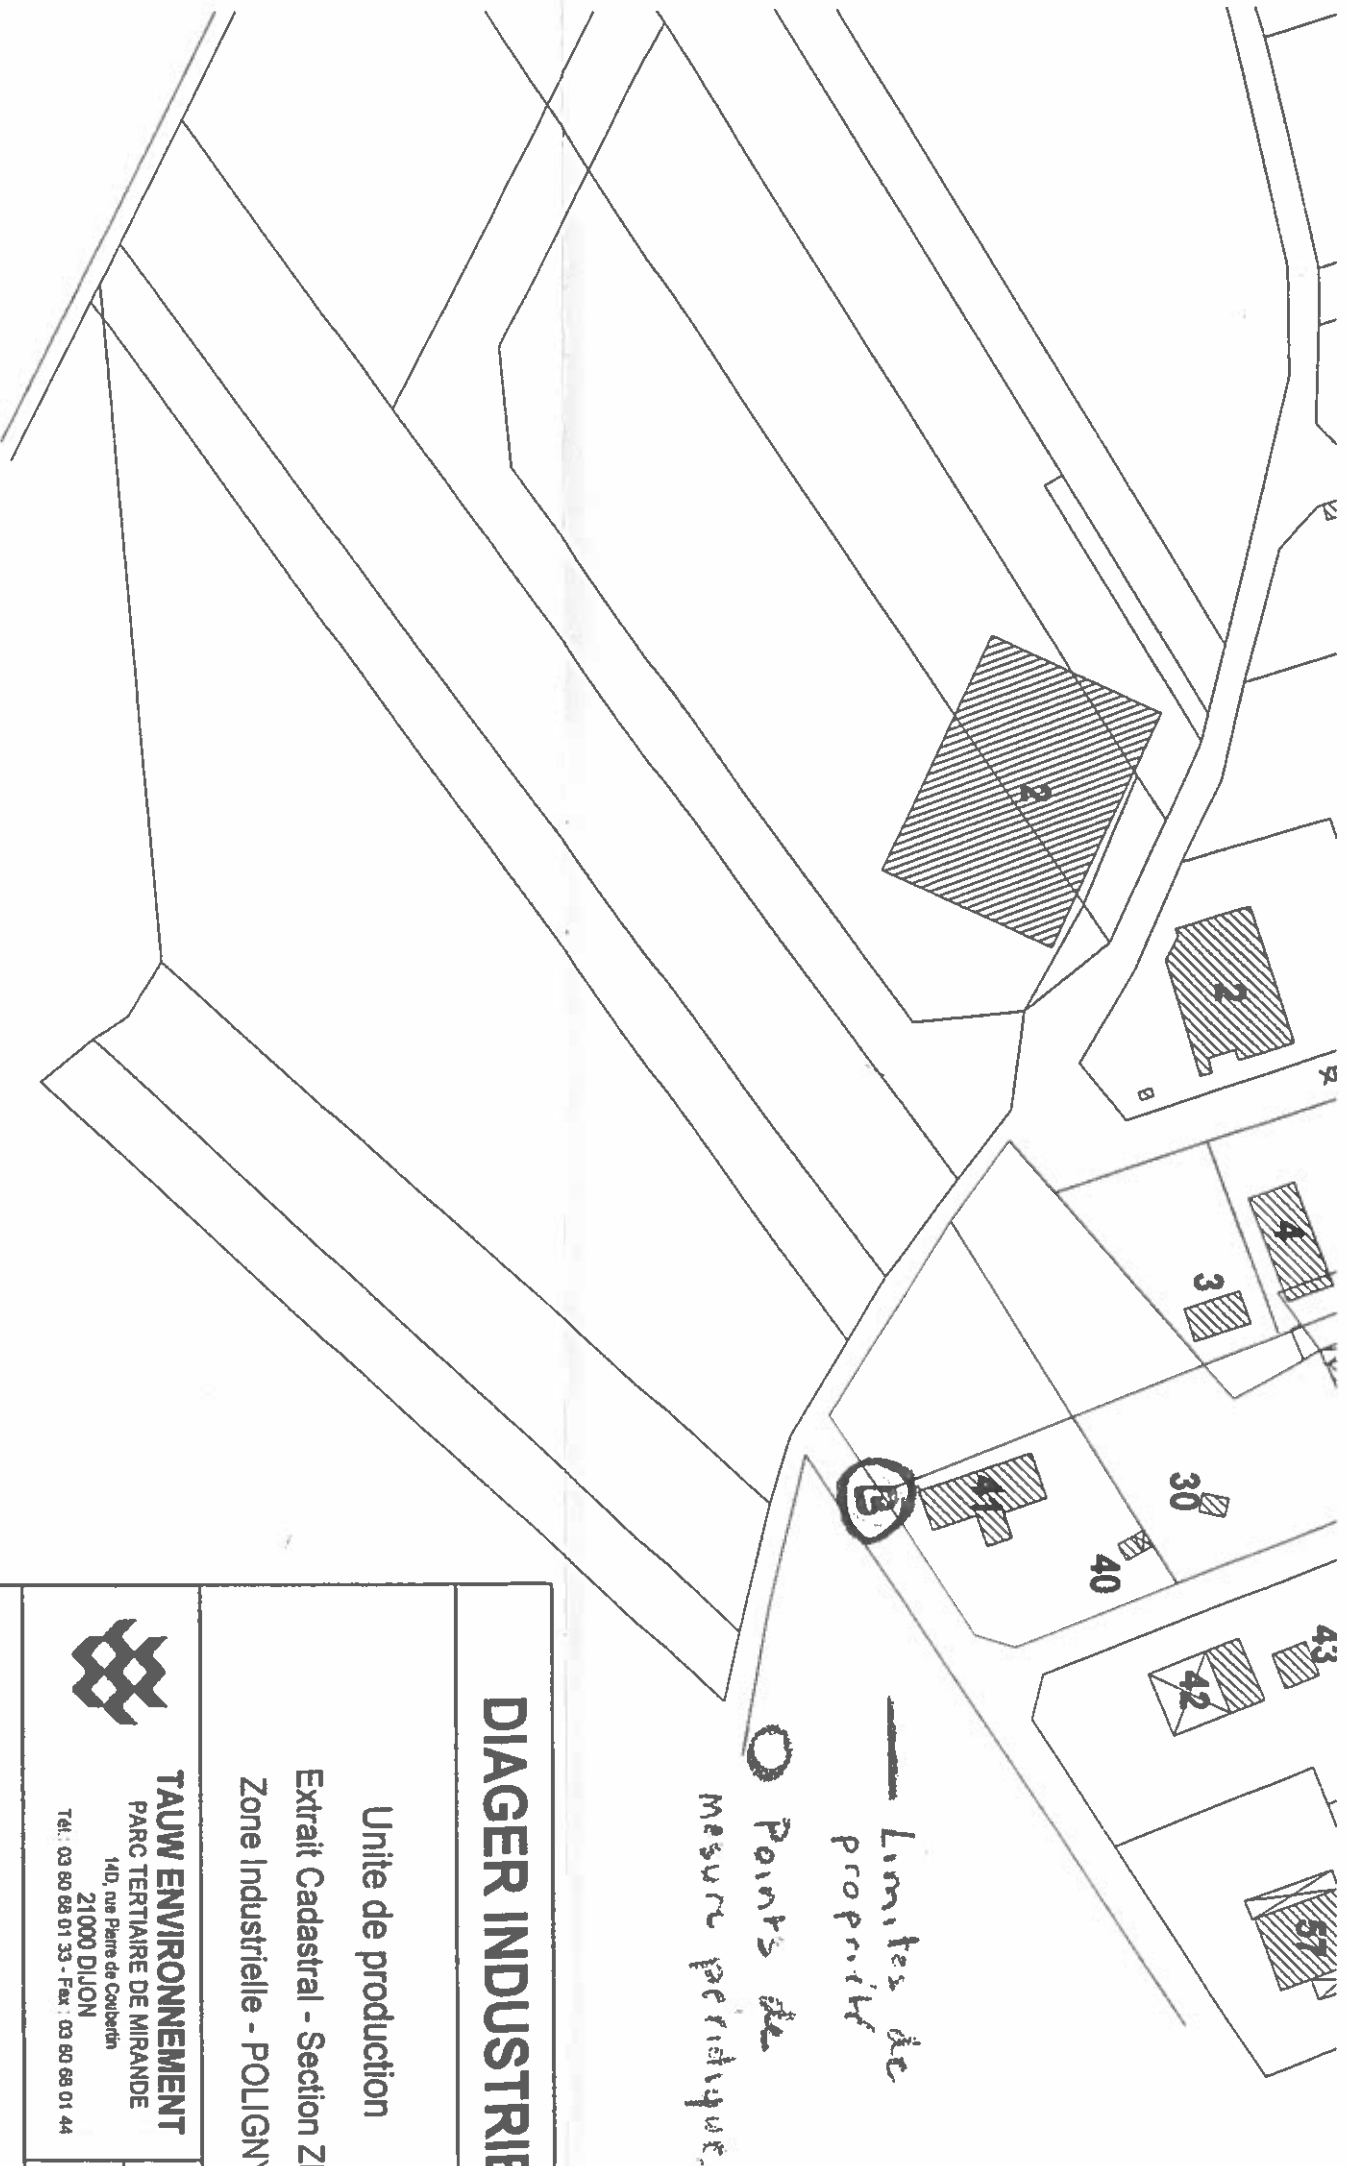 2
2
4
3
41
30
40
43
42
57
E
Limites de
propriété
Points de
mesure périodique.
DIAGER INDUSTRIE
Unite de production
Extrait Cadastral - Section
Zone Industrielle - POLIGNY
TAUW ENVIRONNEMENT
PARC TERTIAIRE DE MIRANDE
14D, rue Pierre de Coubertin
21000 DIJON
Tél.: 03 80 68 01 33 - Fax : 03 80 68 01 44